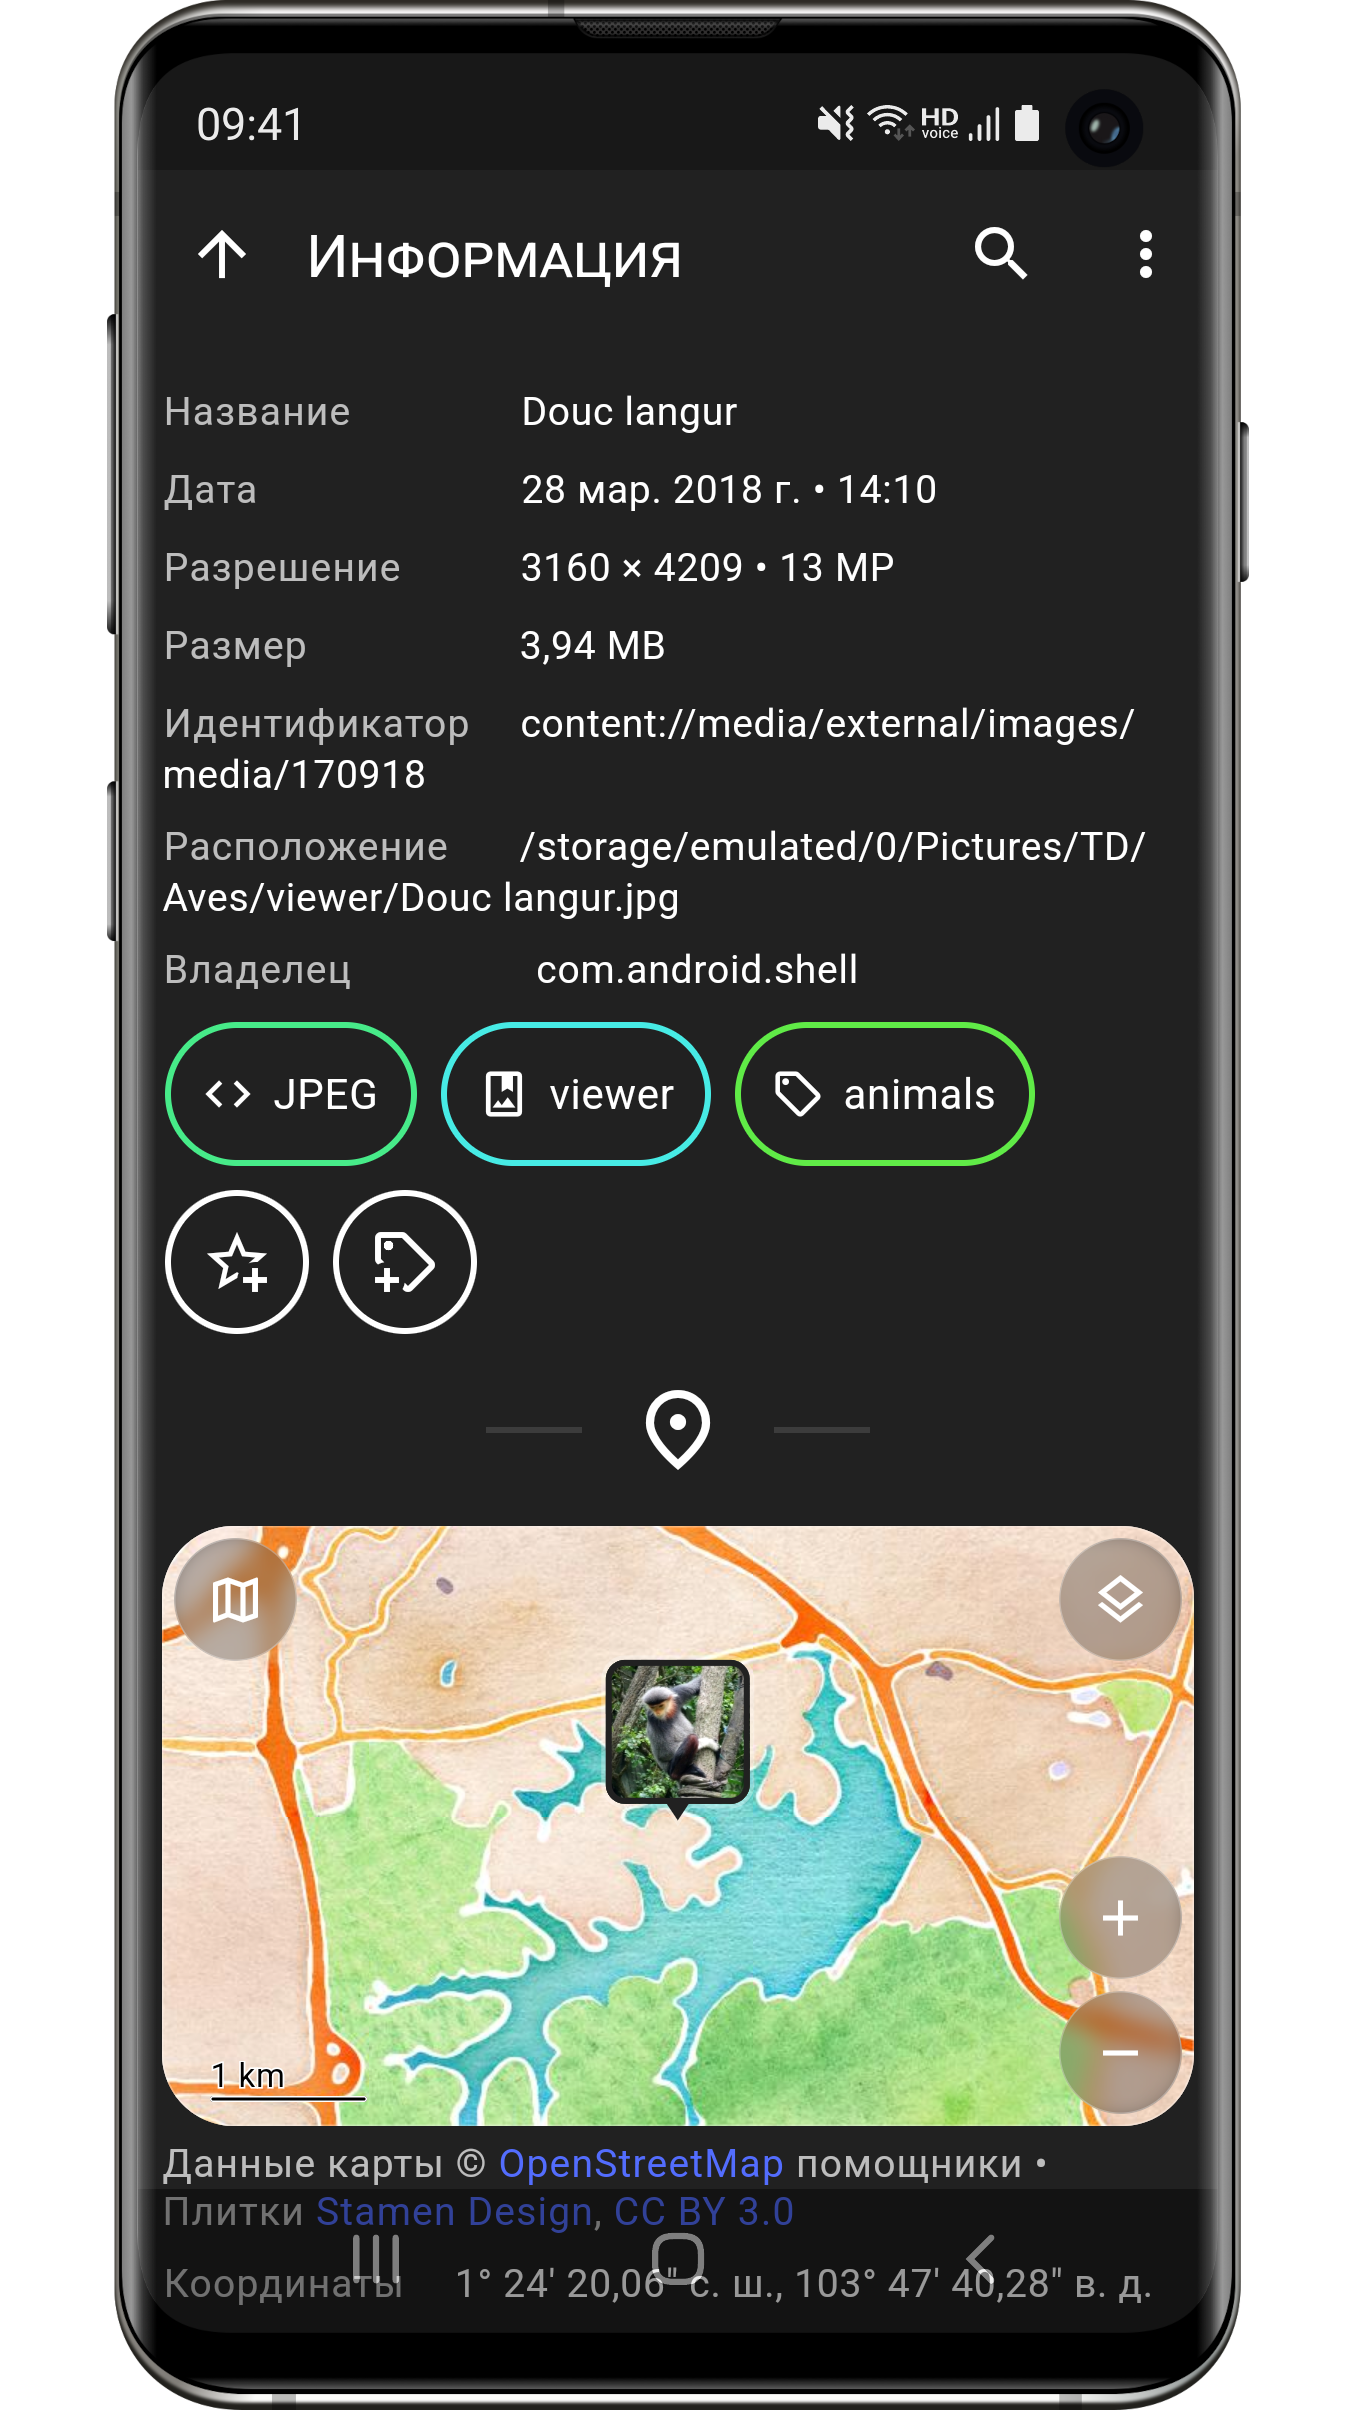 09:41
HD
voice
Информация
Название Douc langur
Дата 28 мар. 2018 г. • 14:10
Разрешение 3160 × 4209 • 13 MP
Размер 3,94 MB
Идентификатор content://media/external/images/
media/170918
Расположение /storage/emulated/0/Pictures/TD/
Aves/viewer/Douc langur.jpg
Владелец com.android.shell
JPEG viewer animals
1 km
Данные карты © OpenStreetMap помощники •
Плитки Stamen Design, CC BY 3.0
Координаты 1° 24' 20,06" с. ш., 103° 47' 40,28" в. д.